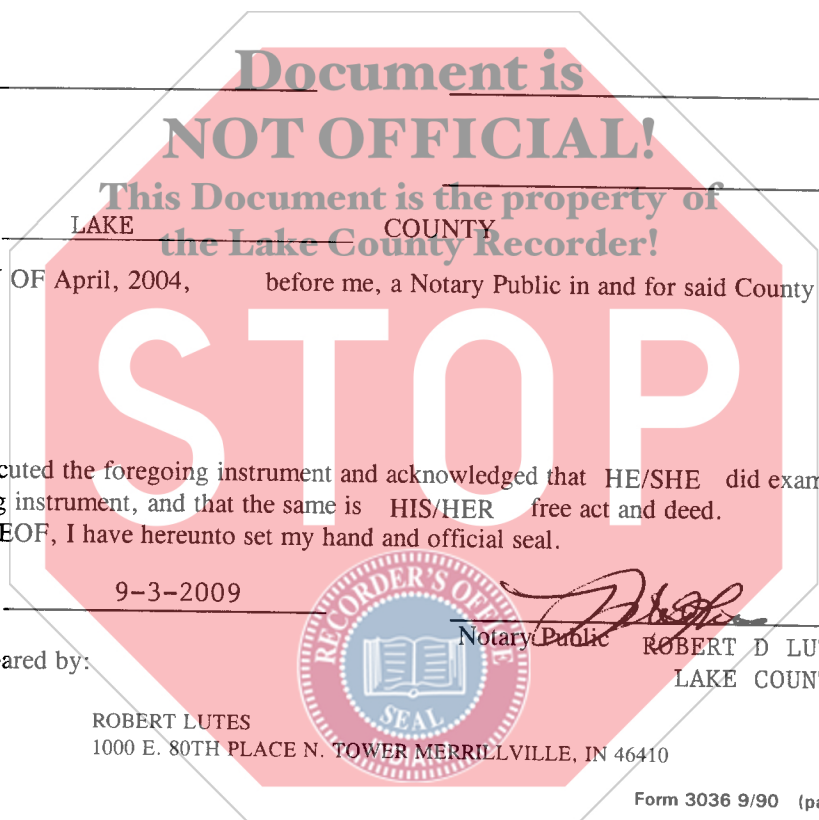 Document is
NOT OFFICIAL!
This Document is the property of
the Lake County Recorder!
LAKE COUNTY
OF April, 2004, before me, a Notary Public in and for said County
STOP
cuted the foregoing instrument and acknowledged that HE/SHE did exam
g instrument, and that the same is HIS/HER free act and deed.
EOF, I have hereunto set my hand and official seal.
9-3-2009
RECORDER'S OFFICE
SEAL
INDIANA
Notary Public ROBERT D LU
LAKE COUN
ared by:
ROBERT LUTES
1000 E. 80TH PLACE N. TOWER MERRILLVILLE, IN 46410
Form 3036 9/90 (pa